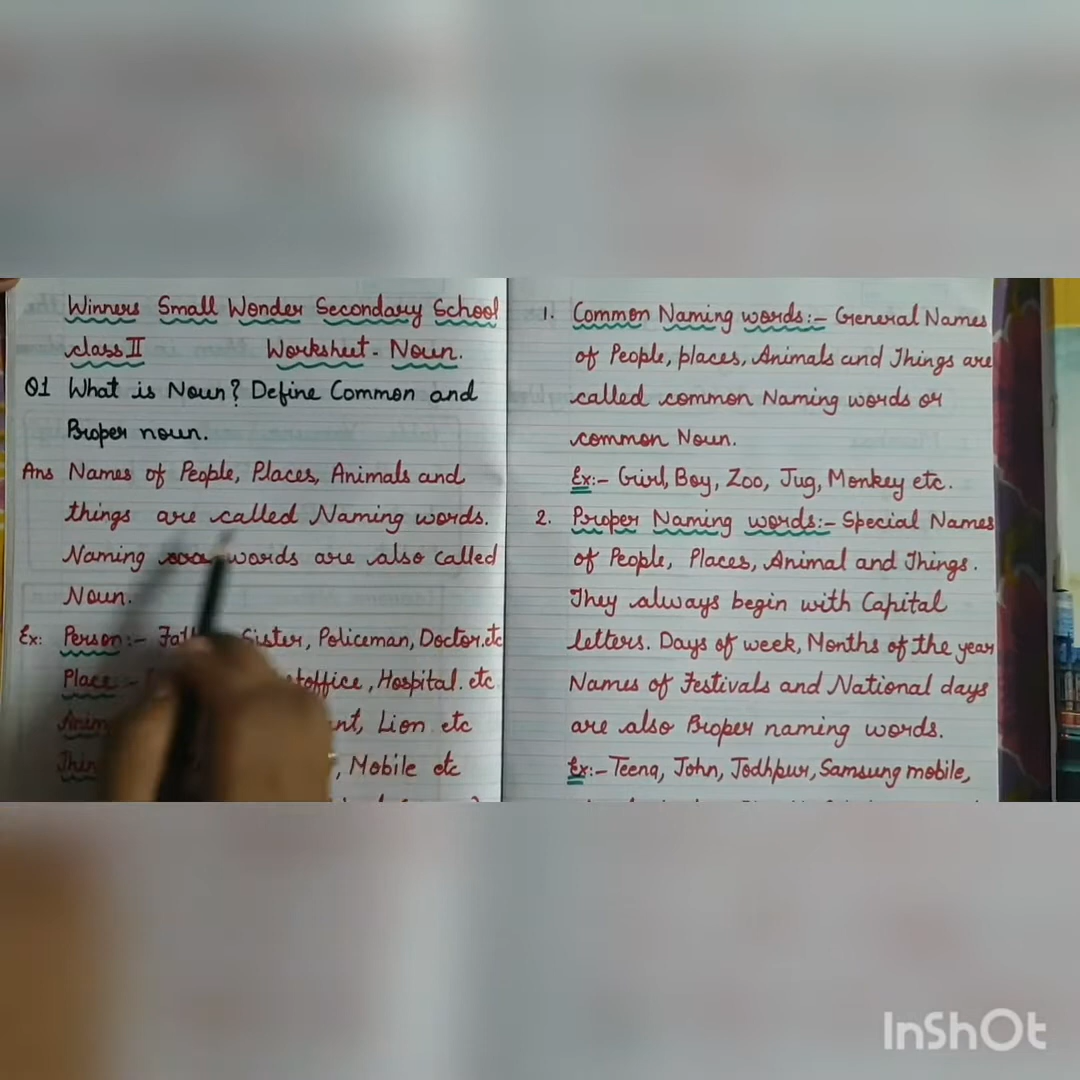 Winners Small Wonder Secondary School
class II Worksheet - Noun.
Q1 What is Noun? Define Common and
Proper noun.
Ans Names of People, Places, Animals and
things are called Naming words.
Naming words are also called
Noun.
Ex: Person:- Sister, Policeman, Doctor.etc
Place:- , Hospital. etc
Lion etc
, Mobile etc
1. Common Naming words:- General Names
of People, places, Animals and Things are
called common Naming words or
common Noun.
Ex:- Girl, Boy, Zoo, Jug, Monkey etc.
2. Proper Naming words:- Special Names
of People, Places, Animal and Things.
They always begin with Capital
letters. Days of week, Months of the year
Names of Festivals and National days
are also Proper naming words.
Ex:- Teena, John, Jodhpur, Samsung mobile,
InShOt